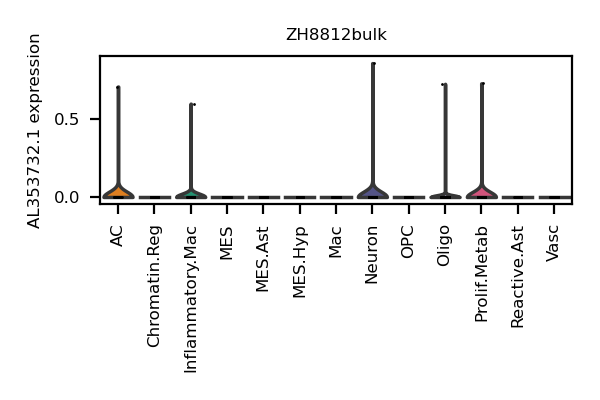 ZH8812bulk
AL353732.1 expression
0.5
0.0
AC
Chromatin.Reg
Inflammatory.Mac
MES
MES.Ast
MES.Hyp
Mac
Neuron
OPC
Oligo
Prolif.Metab
Reactive.Ast
Vasc